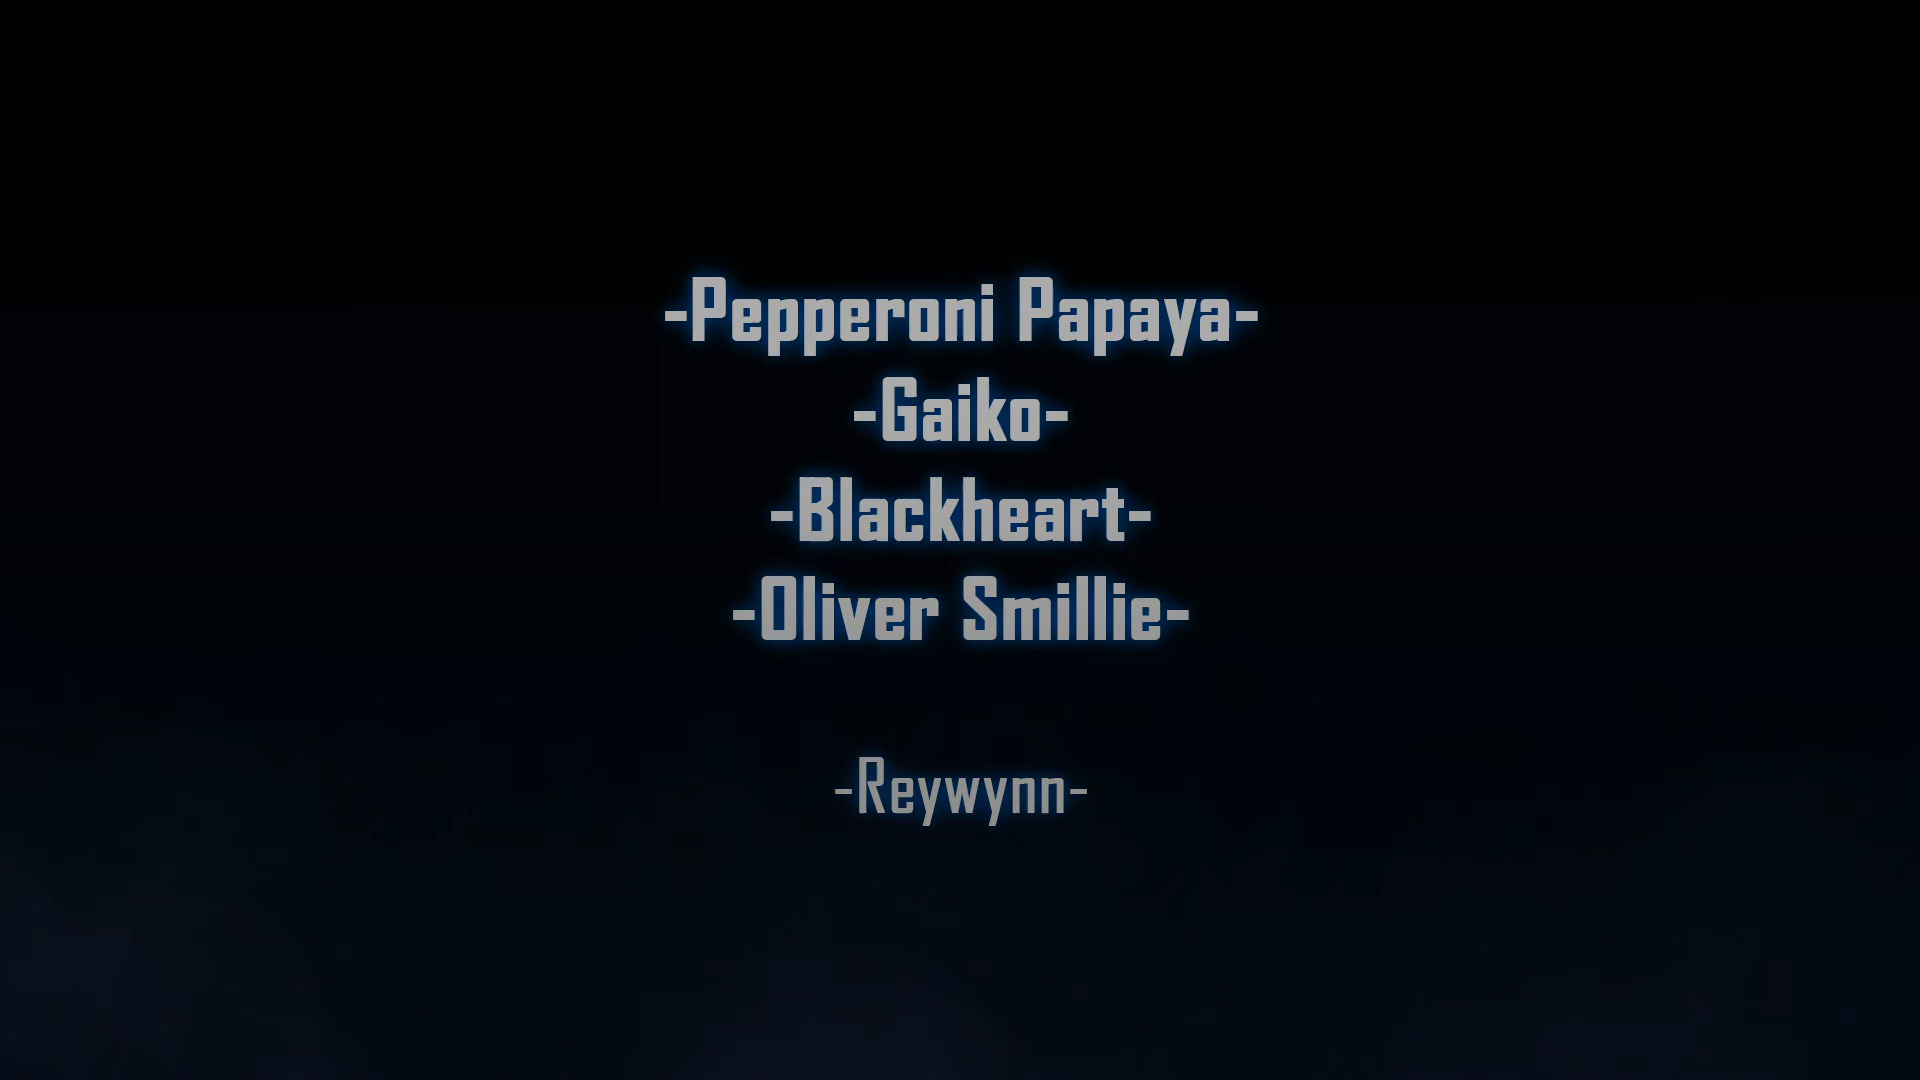 -Pepperoni Papaya-
-Gaiko-
-Blackheart-
-Oliver Smillie-
-Reywynn-